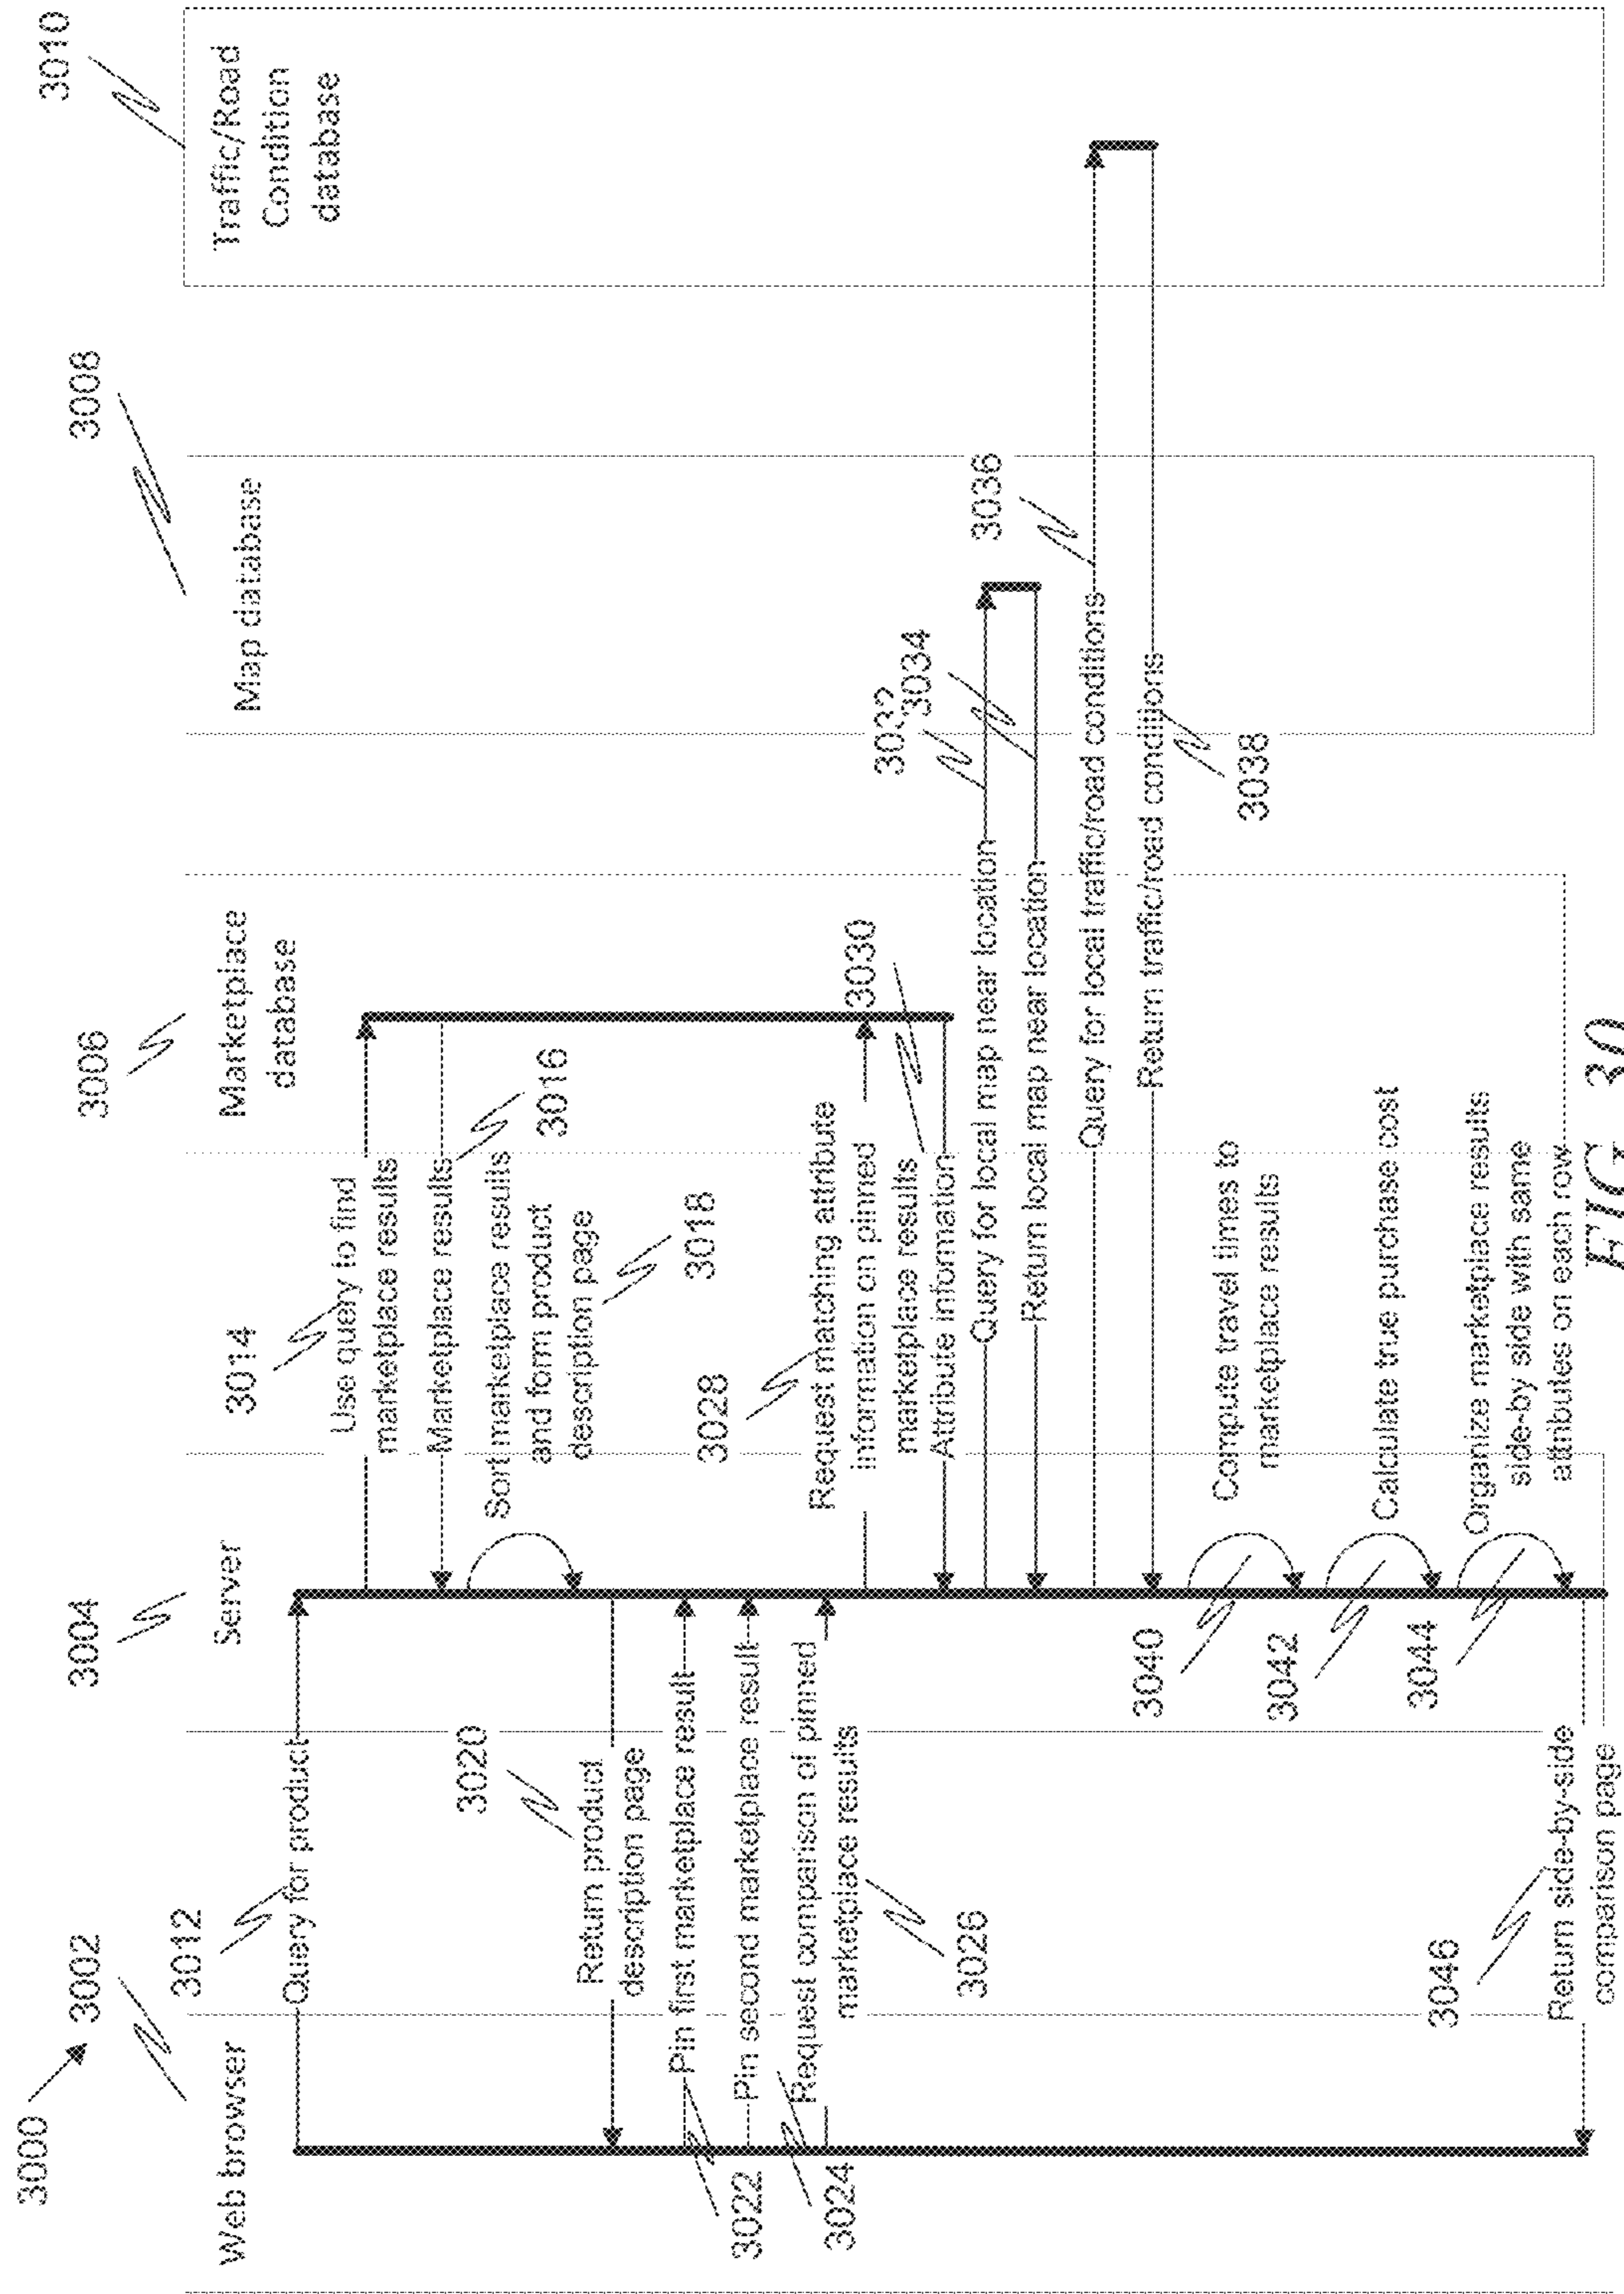 3000
3002
3004
3006
3008
3010
Web browser
Server
Marketplace
database
Map database
Traffic/Road
Condition
database
3012
Query for product
3014
Use query to find
marketplace results
Marketplace results
3016
Sort marketplace results
and form product
description page
3018
3020
Return product
description page
Pin first marketplace result
3022
Pin second marketplace result
3024
Request comparison of pinned
marketplace results
3026
3028
Request matching attribute
information on pinned
marketplace results
3030
Attribute information
3032
Query for local map near location
3034
Return local map near location
3036
Query for local traffic/road conditions
Return traffic/road conditions
3038
3040
Compute travel times to
marketplace results
3042
Calculate true purchase cost
3044
Organize marketplace results
side-by side with same
attributes on each row
3046
Return side-by-side
comparison page
FIG. 30